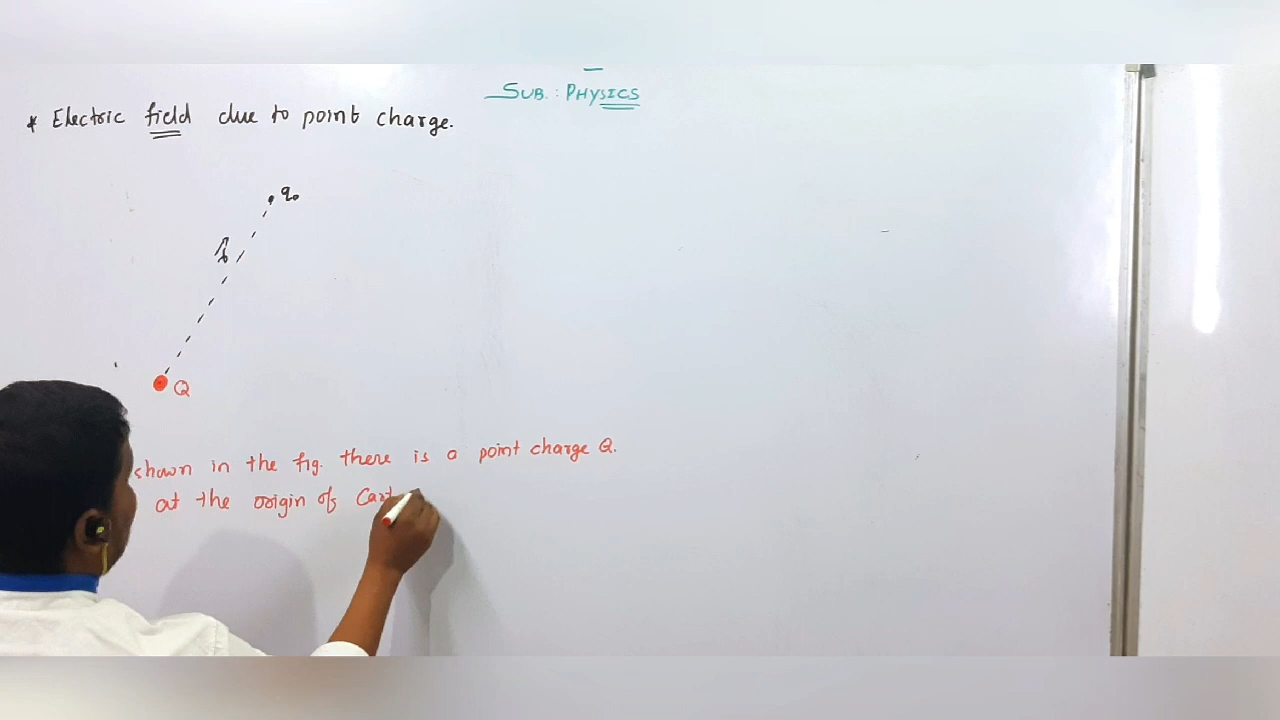 SUB.: PHYSICS
* Electric field due to point charge.
q₀
Q
shown in the fig. there is a point charge Q.
at the origin of Cart